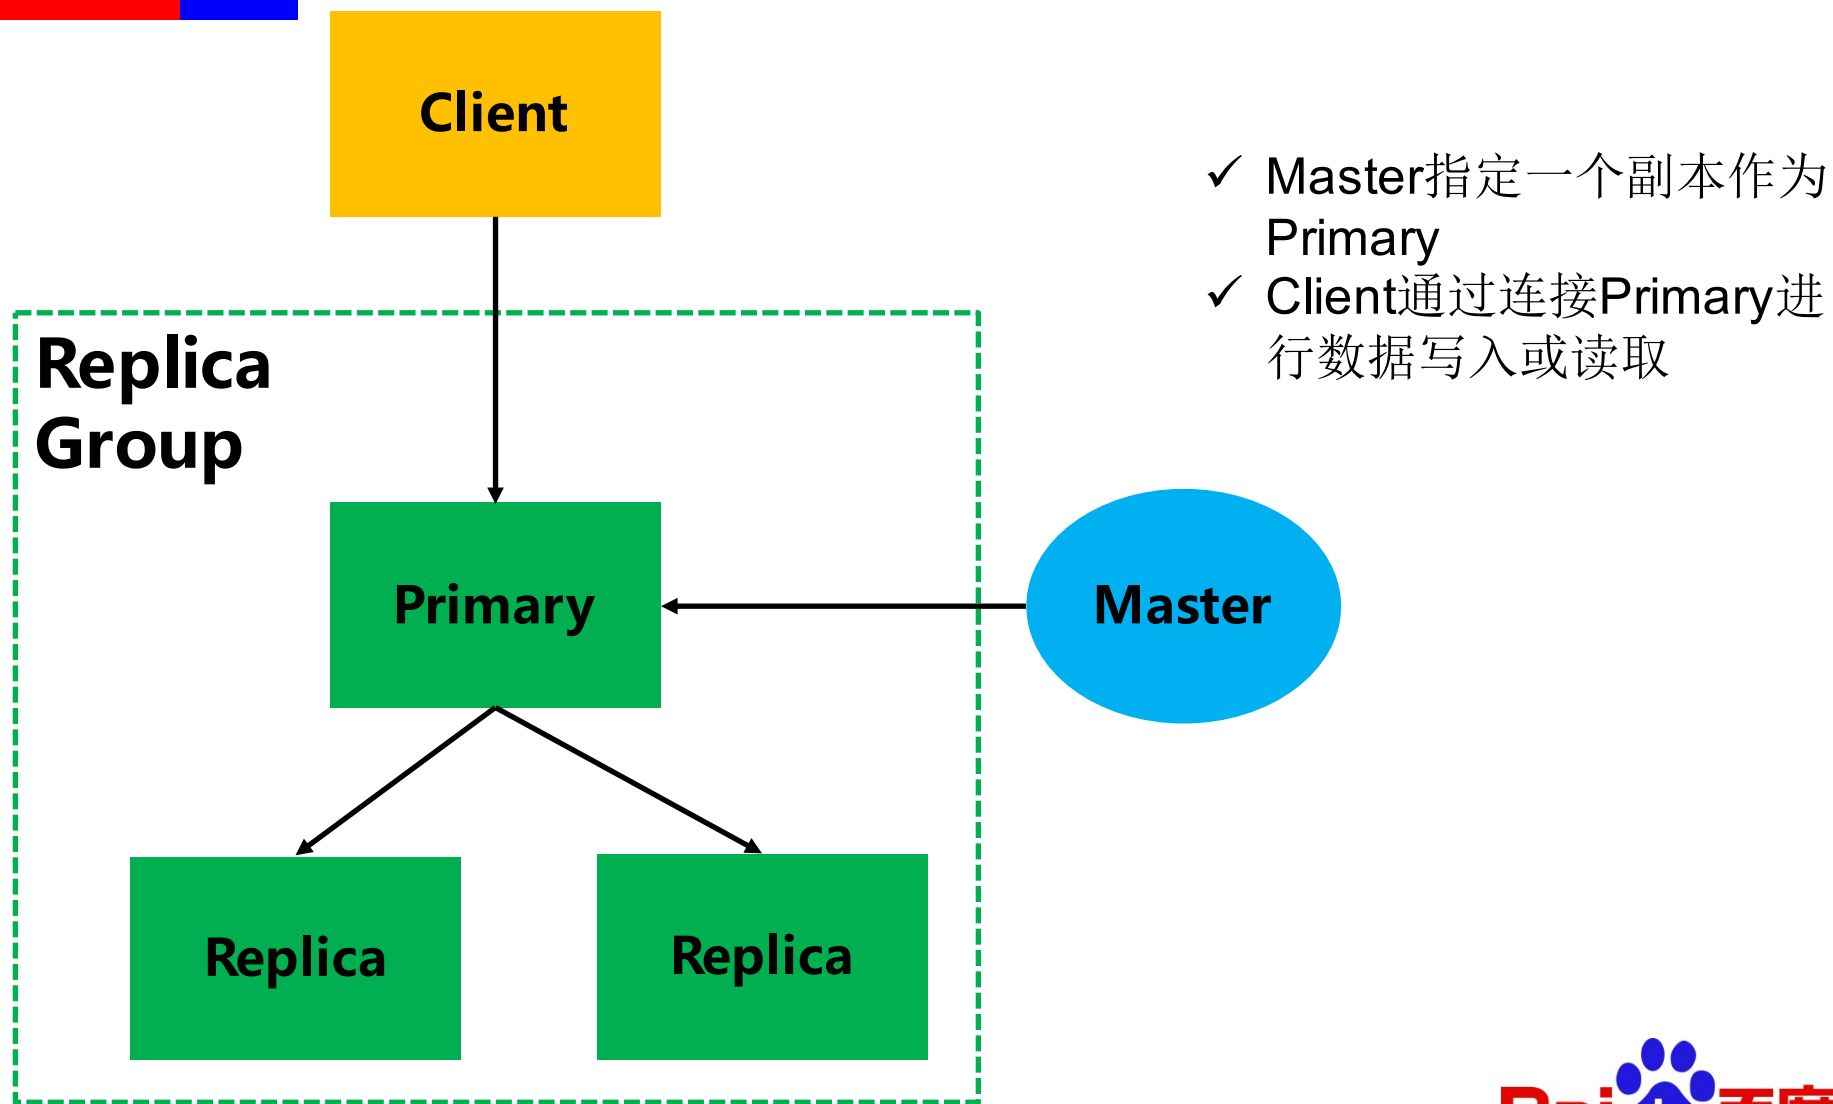 Client
Master指定一个副本作为
Primary
Client通过连接Primary进
行数据写入或读取
Replica
Group
Primary
Master
Replica
Replica